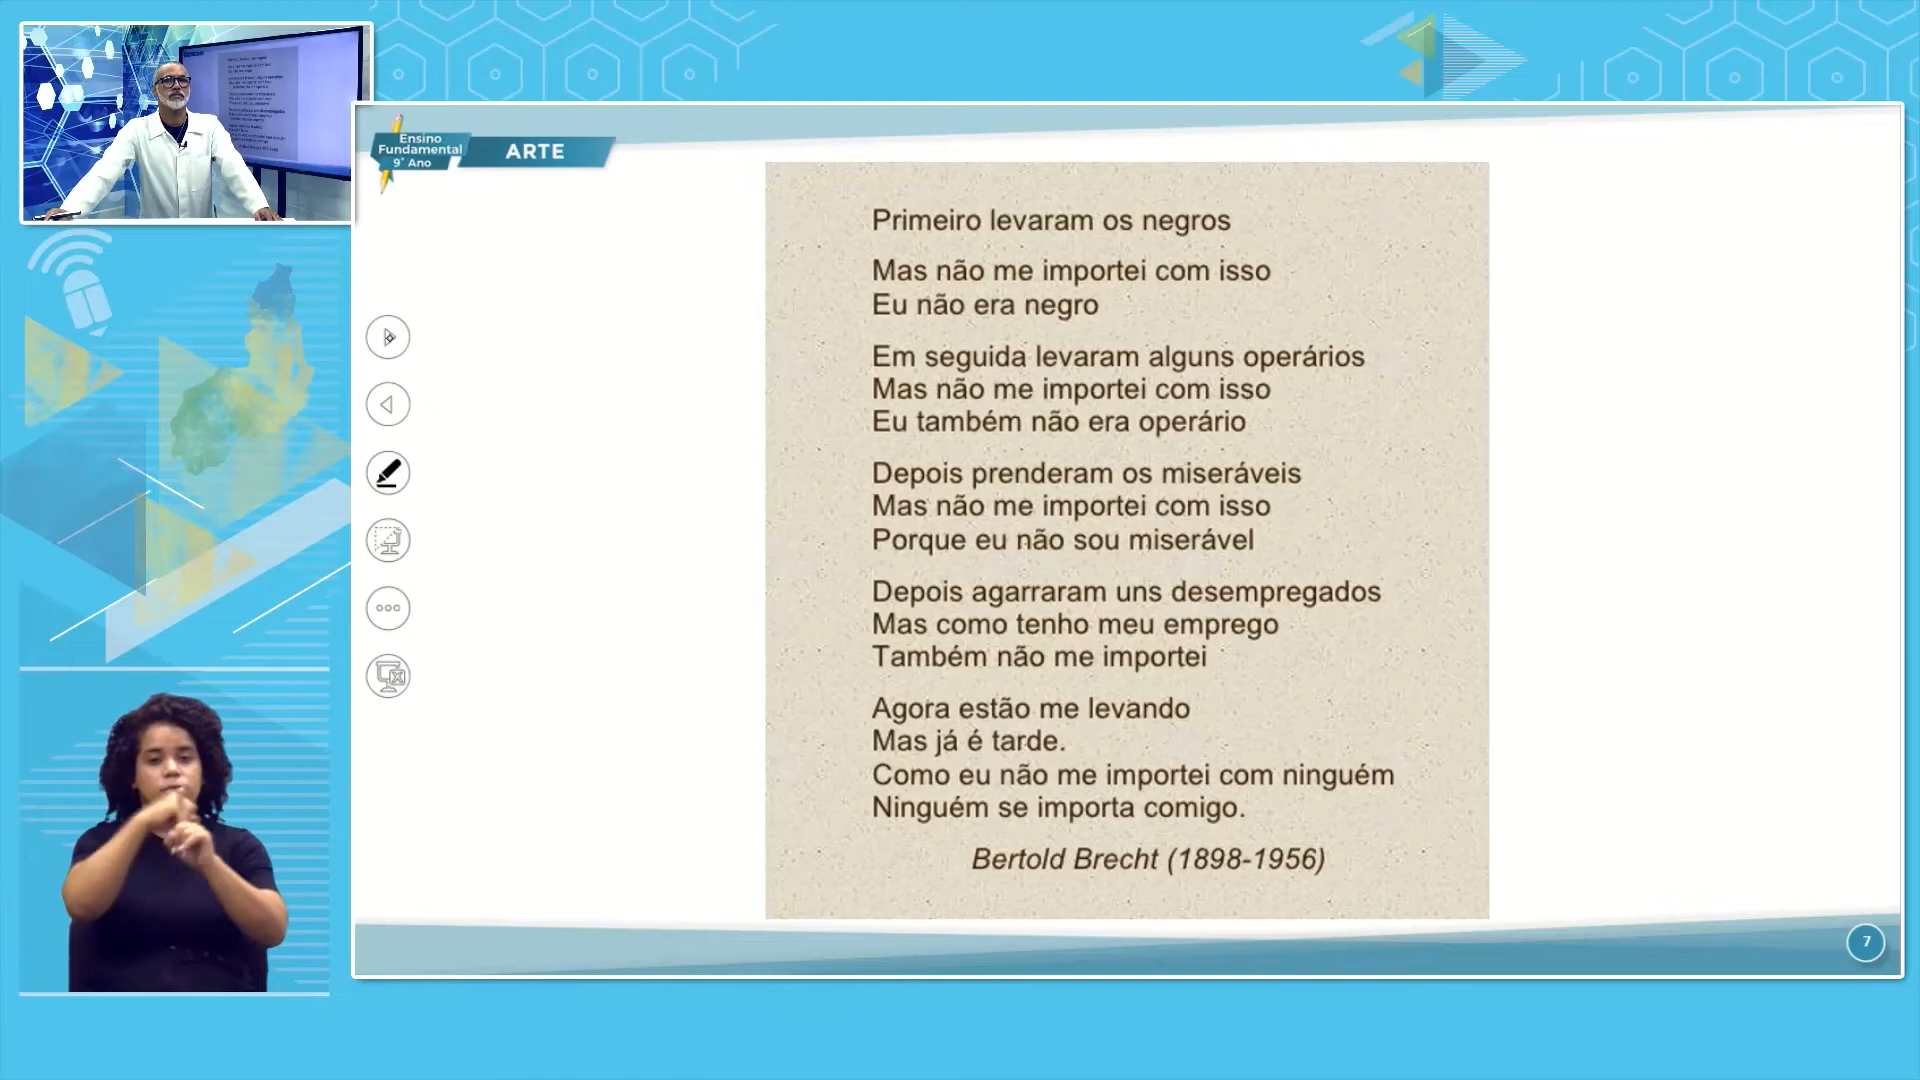 Ensino
Fundamental
9° Ano
ARTE
Primeiro levaram os negros
Mas não me importei com isso
Eu não era negro
Em seguida levaram alguns operários
Mas não me importei com isso
Eu também não era operário
Depois prenderam os miseráveis
Mas não me importei com isso
Porque eu não sou miserável
Depois agarraram uns desempregados
Mas como tenho meu emprego
Também não me importei
Agora estão me levando
Mas já é tarde.
Como eu não me importei com ninguém
Ninguém se importa comigo.
Bertold Brecht (1898-1956)
7